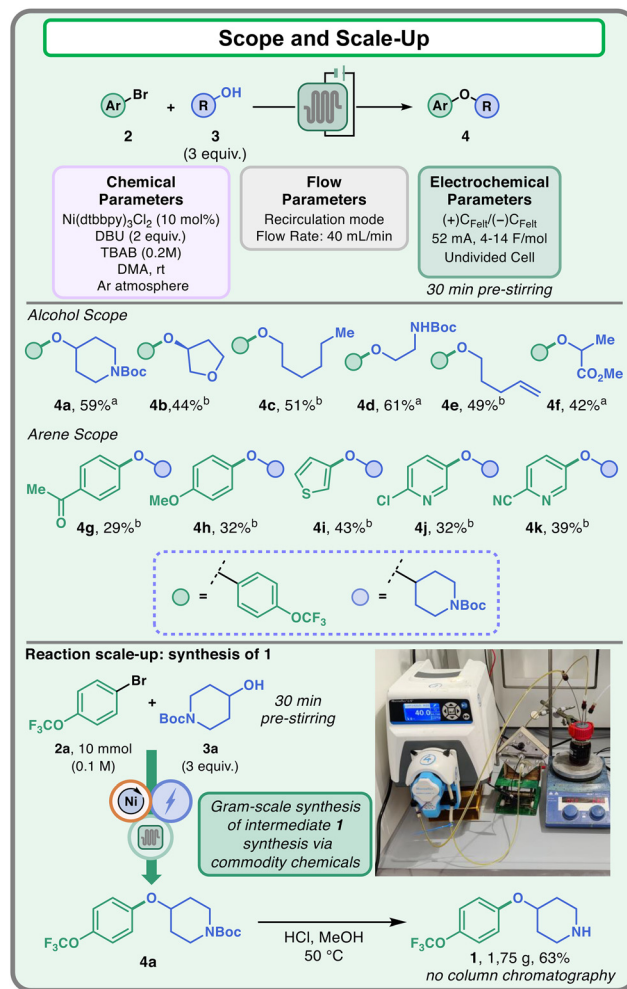 Scope and Scale-Up
Ar Br + R OH Ar O R
2 3 4
(3 equiv.)
Chemical
Parameters
Ni(dtbbpy)3Cl2 (10 mol%)
DBU (2 equiv.)
TBAB (0.2M)
DMA, rt
Ar atmosphere
Flow
Parameters
Recirculation mode
Flow Rate: 40 mL/min
Electrochemical
Parameters
(+)CFelt/(−)CFelt
52 mA, 4-14 F/mol
Undivided Cell
30 min pre-stirring
Alcohol Scope
O NBoc
O O
O Me
O NHBoc
O
O Me CO2Me
4a, 59%a 4b,44%b 4c, 51%b 4d, 61%a 4e, 49%b 4f, 42%a
Arene Scope
Me O O
MeO O
S O
Cl N O
NC N O
4g, 29%b 4h, 32%b 4i, 43%b 4j, 32%b 4k, 39%b
= OCF3 = NBoc
Reaction scale-up: synthesis of 1
F3CO Br + BocN OH
30 min
pre-stirring
2a, 10 mmol
(0.1 M)
3a
(3 equiv.)
Ni
Gram-scale synthesis
of intermediate 1
synthesis via
commodity chemicals
40.0
F3CO O NBoc
4a
HCl, MeOH
50 °C
F3CO O NH
1, 1,75 g, 63%
no column chromatography